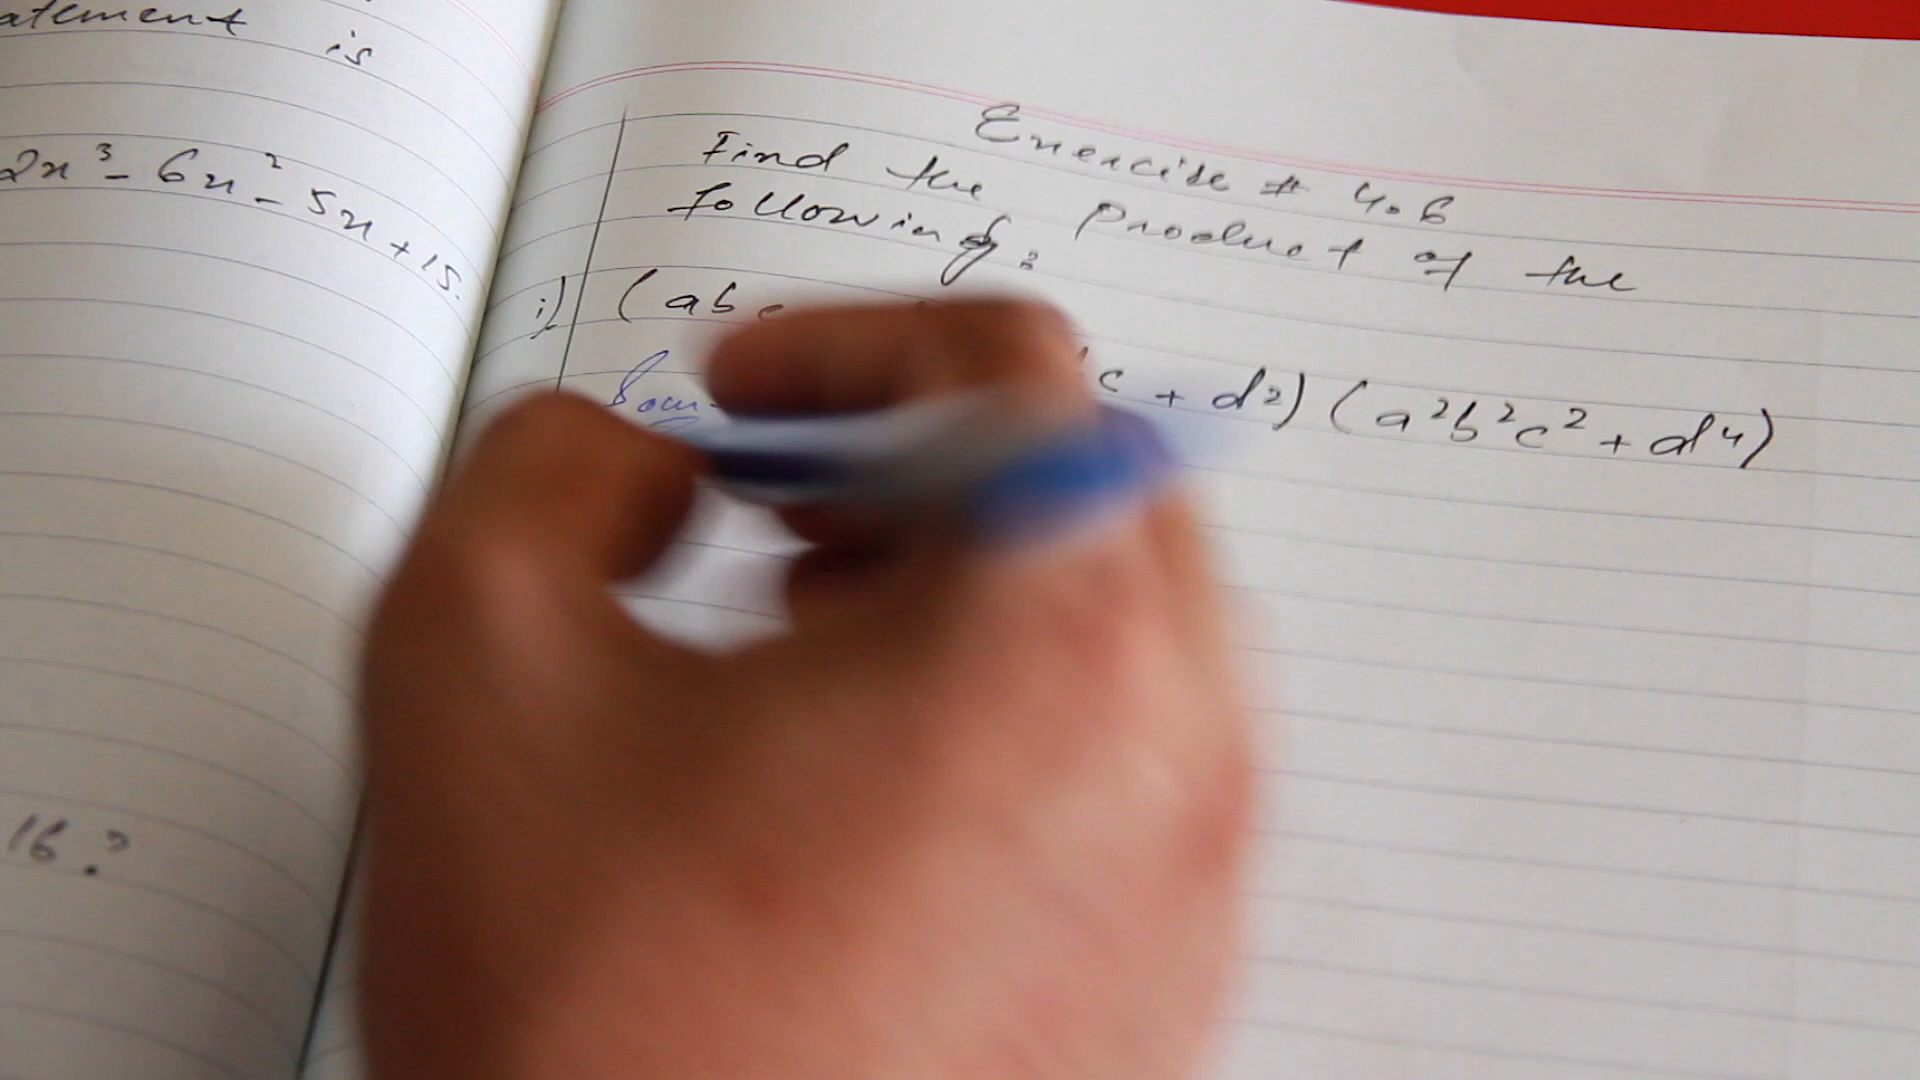 atement is
2x³ - 6x² - 5x + 15.
16?
Exercise # 4.6
Find the Product of the
following:
i) (abc c + d²) (a²b²c² + d⁴)